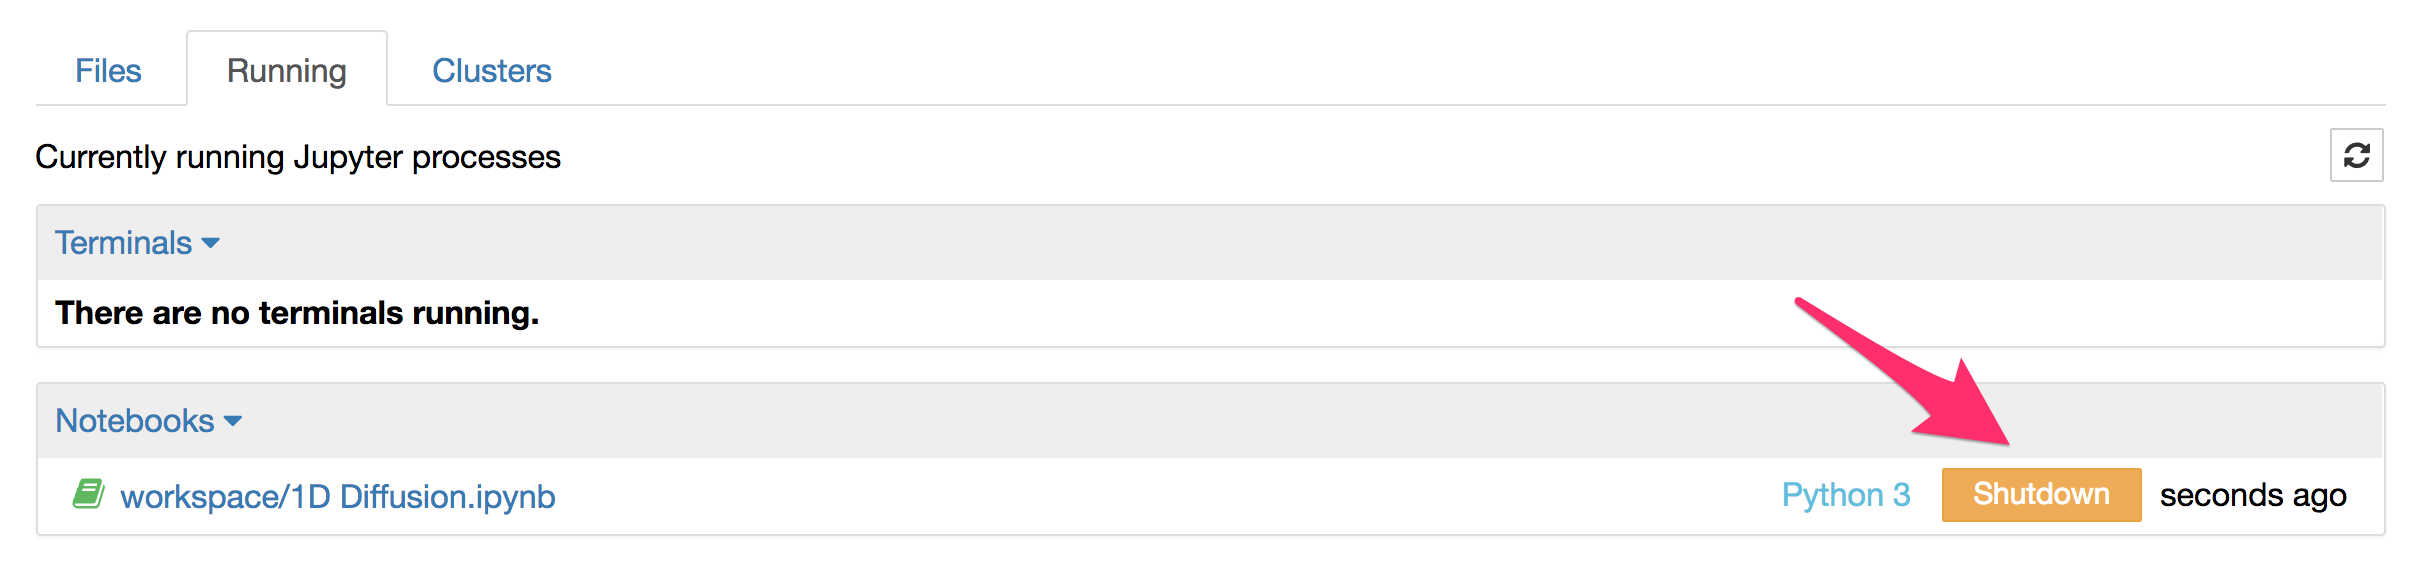 Files Running Clusters
Currently running Jupyter processes
Terminals
There are no terminals running.
Notebooks
workspace/1D Diffusion.ipynb Python 3 Shutdown seconds ago